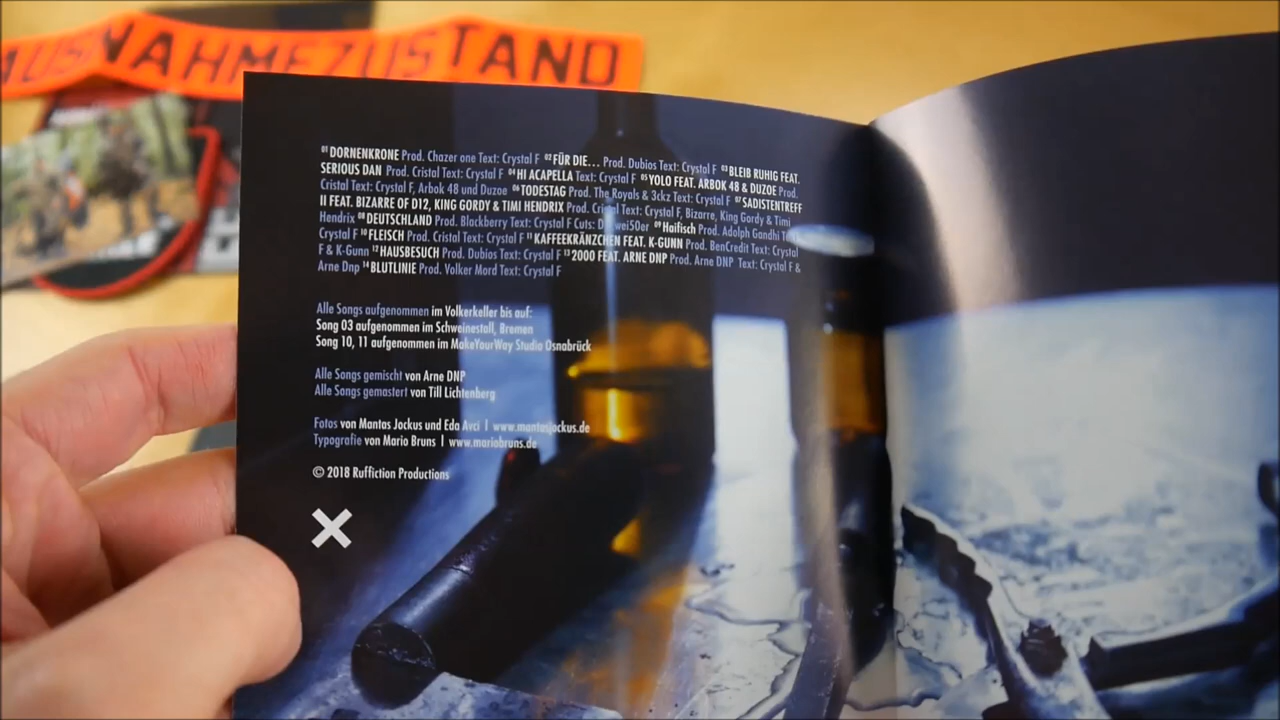 AUSNAHMEZUSTAND
01 DORNENKRONE Prod. Chazer one Text: Crystal F 02 FÜR DIE... Prod. Dubios Text: Crystal F 03 BLEIB RUHIG FEAT.
SERIOUS DAN Prod. Cristal Text: Crystal F 04 HI ACAPELLA Text: Crystal F 05 YOLO FEAT. ARBOK 48 & DUZOE Prod.
Cristal Text: Crystal F, Arbok 48 und Duzoe 06 TODESTAG Prod. The Royals & 3ckz Text: Crystal F 07 SADISTENTREFF
II FEAT. BIZARRE OF D12, KING GORDY & TIMI HENDRIX Prod. Cristal Text: Crystal F, Bizarre, King Gordy & Timi
Hendrix 08 DEUTSCHLAND Prod. Blackberry Text: Crystal F Cuts: DJ wei50er 09 Haifisch Prod. Adolph Gandhi
Crystal F 10 FLEISCH Prod. Cristal Text: Crystal F 11 KAFFEEKRÄNZCHEN FEAT. K-GUNN Prod. BenCredit Text: Crystal
F & K-Gunn 12 HAUSBESUCH Prod. Dubios Text: Crystal F 13 2000 FEAT. ARNE DNP Prod. Arne DNP Text: Crystal F &
Arne Dnp 14 BLUTLINIE Prod. Volker Mord Text: Crystal F
Alle Songs aufgenommen im Volkerkeller bis auf:
Song 03 aufgenommen im Schweinestall, Bremen
Song 10, 11 aufgenommen im MakeYourWay Studio Osnabrück
Alle Songs gemischt von Arne DNP
Alle Songs gemastert von Till Lichtenberg
Fotos von Mantas Jockus und Eda Avci | www.mantasjockus.de
Typografie von Mario Bruns | www.mariobruns.de
© 2018 Ruffiction Productions